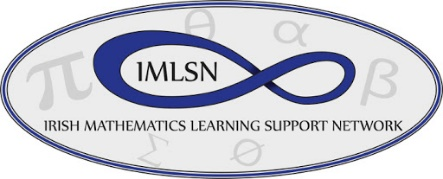 θ α
π IMLSN β
IRISH MATHEMATICS LEARNING SUPPORT NETWORK
Σ Ø